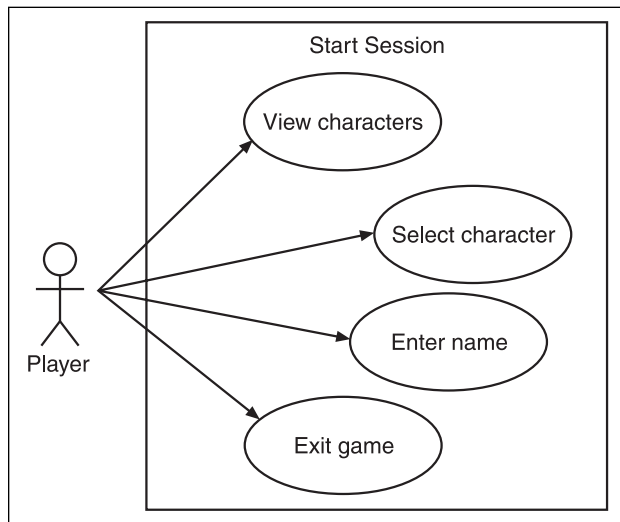 Start Session
View characters
Select character
Enter name
Player
Exit game